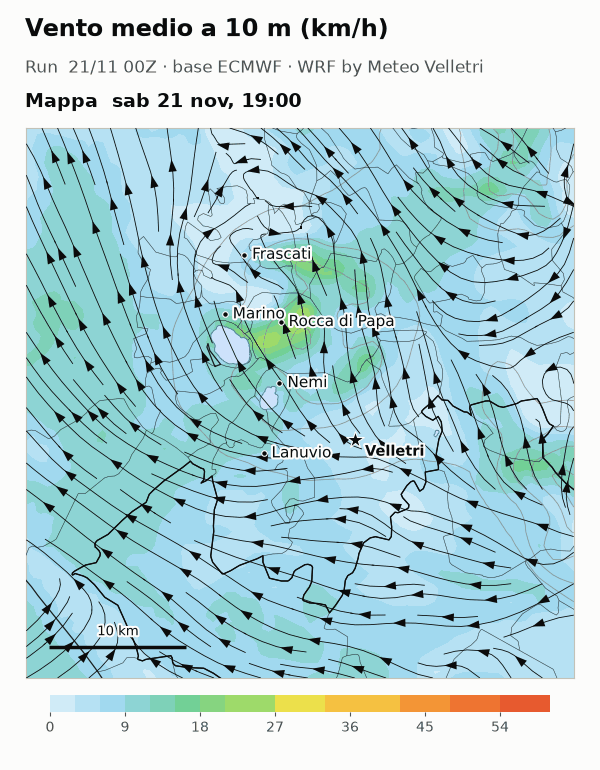 Vento medio a 10 m (km/h)
Run  21/11 00Z · base ECMWF · WRF by Meteo Velletri
Mappa  sab 21 nov, 19:00
Frascati
Marino
Rocca di Papa
Nemi
Lanuvio
Velletri
10 km
0 9 18 27 36 45 54